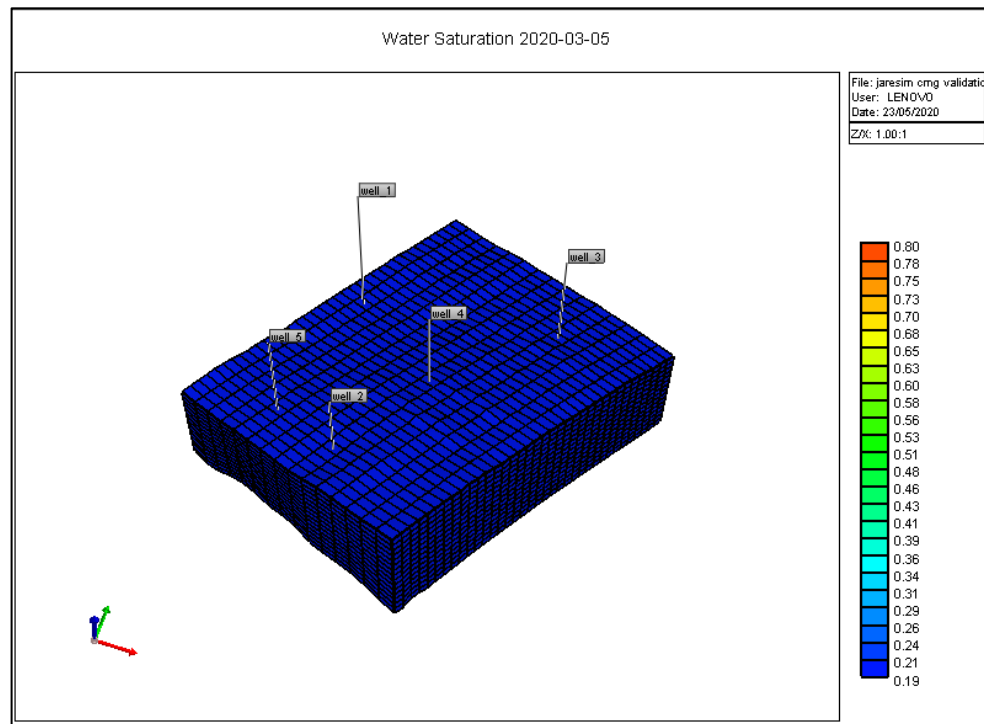 Water Saturation 2020-03-05
File: jaresim cmg validatio
User: LENOVO
Date: 23/05/2020
Z/X: 1.00:1
well_1
well_3
well_4
well_5
well_2
0.80
0.78
0.75
0.73
0.70
0.68
0.65
0.63
0.60
0.58
0.56
0.53
0.51
0.48
0.46
0.43
0.41
0.39
0.36
0.34
0.31
0.29
0.26
0.24
0.21
0.19